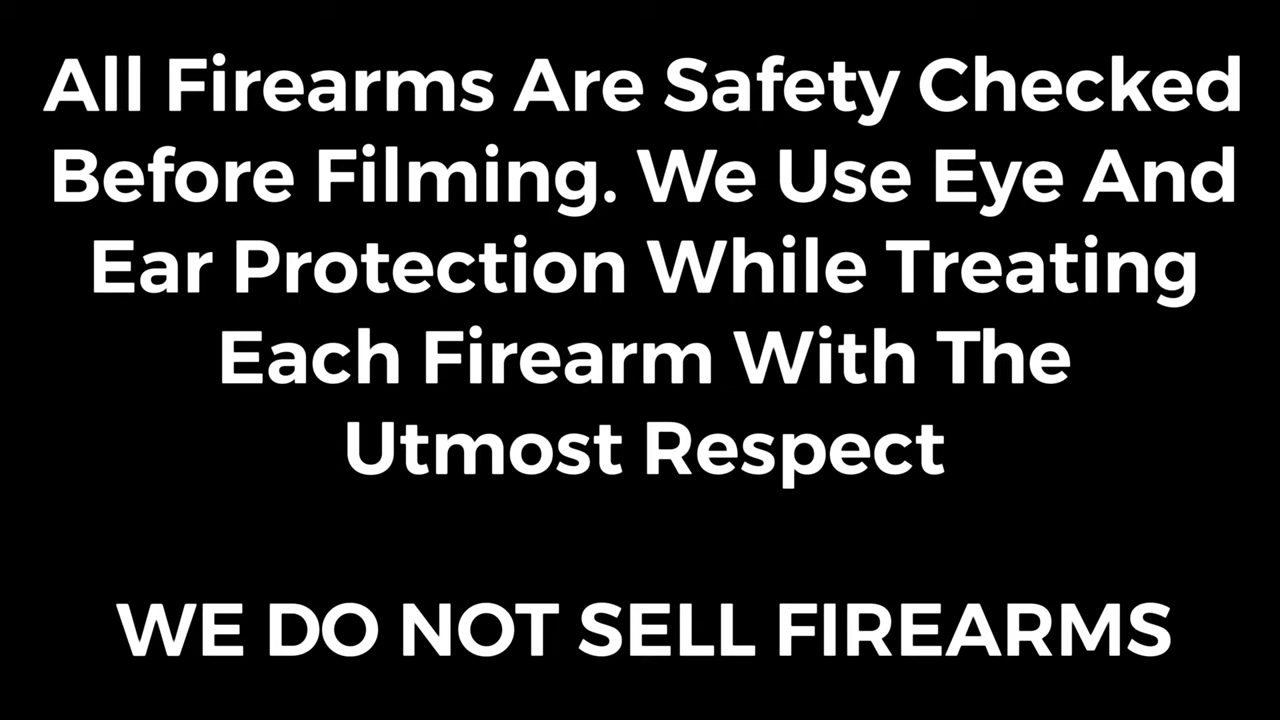 All Firearms Are Safety Checked
Before Filming. We Use Eye And
Ear Protection While Treating
Each Firearm With The
Utmost Respect
WE DO NOT SELL FIREARMS